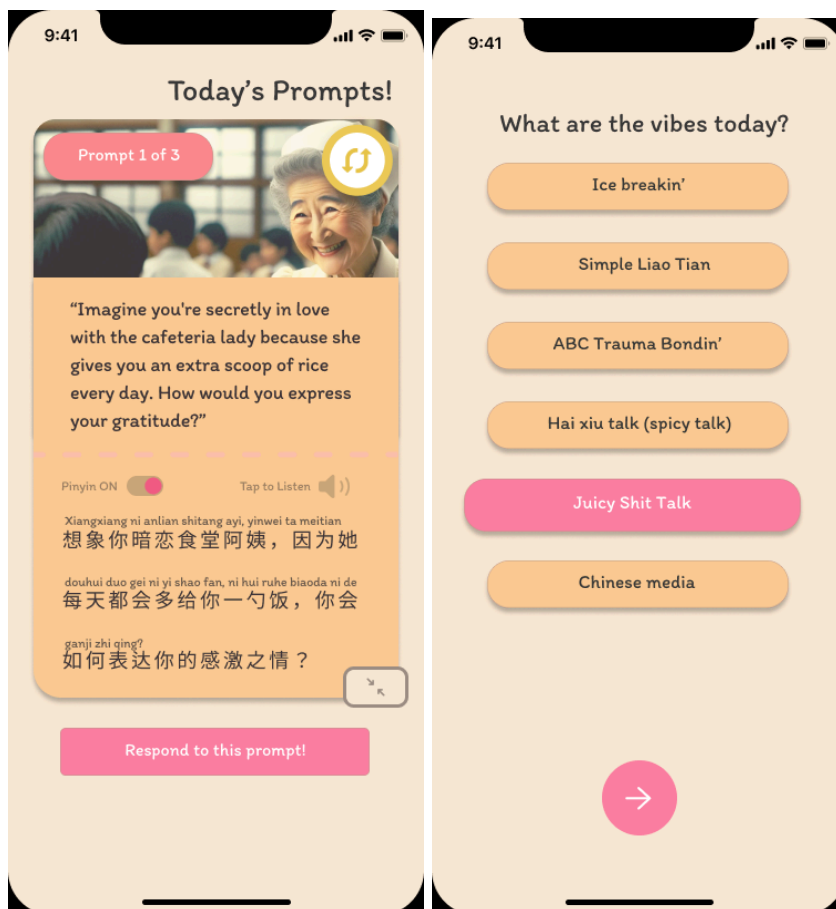 9:41
Today's Prompts!
Prompt 1 of 3
“Imagine you're secretly in love
with the cafeteria lady because she
gives you an extra scoop of rice
every day. How would you express
your gratitude?”
Pinyin ON
Tap to Listen
Xiangxiang ni anlian shitang ayi, yinwei ta meitian
想象你暗恋食堂阿姨，因为她
douhui duo gei ni yi shao fan, ni hui ruhe biaoda ni de
每天都会多给你一勺饭，你会
ganji zhi qing?
如何表达你的感激之情？
Respond to this prompt!
9:41
What are the vibes today?
Ice breakin’
Simple Liao Tian
ABC Trauma Bondin’
Hai xiu talk (spicy talk)
Juicy Shit Talk
Chinese media